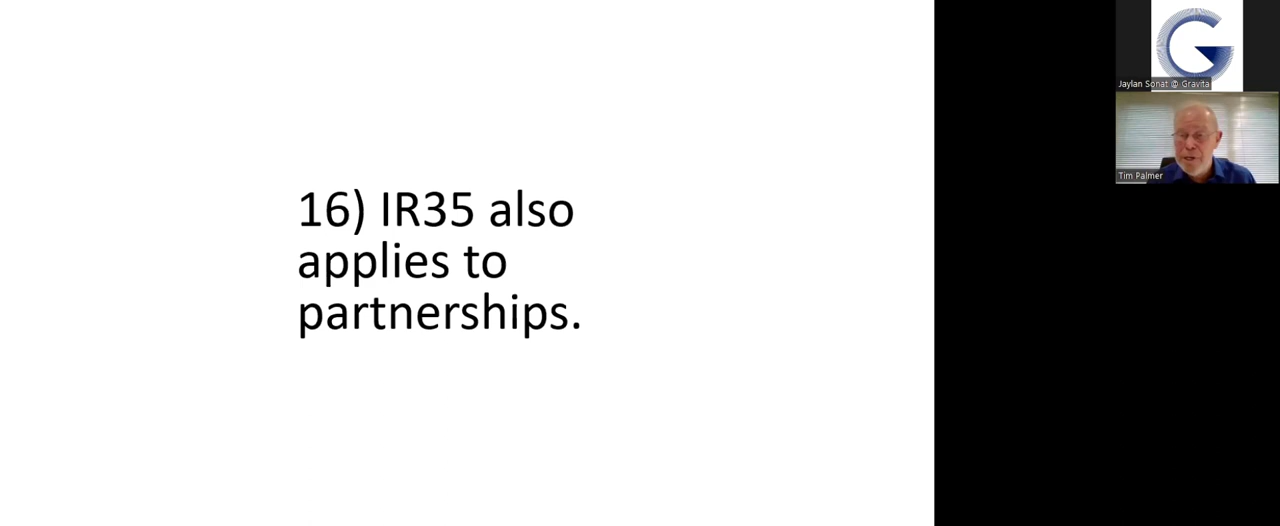 16) IR35 also
applies to
partnerships.
Jaylan Sonat @ Gravita
Tim Palmer